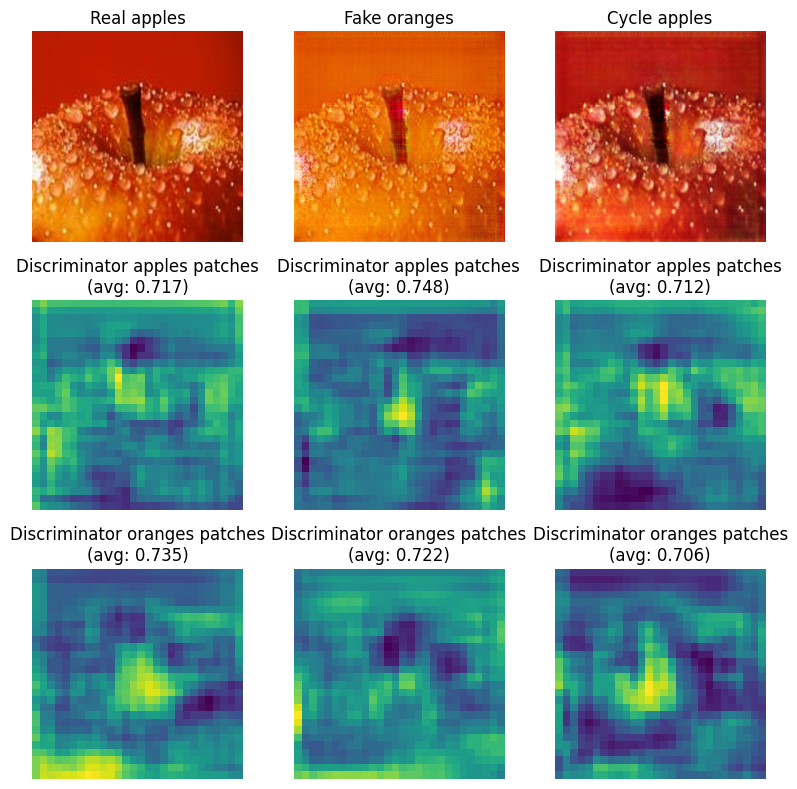 Real apples
Fake oranges
Cycle apples
Discriminator apples patches
(avg: 0.717)
Discriminator apples patches
(avg: 0.748)
Discriminator apples patches
(avg: 0.712)
Discriminator oranges patches
(avg: 0.735)
Discriminator oranges patches
(avg: 0.722)
Discriminator oranges patches
(avg: 0.706)